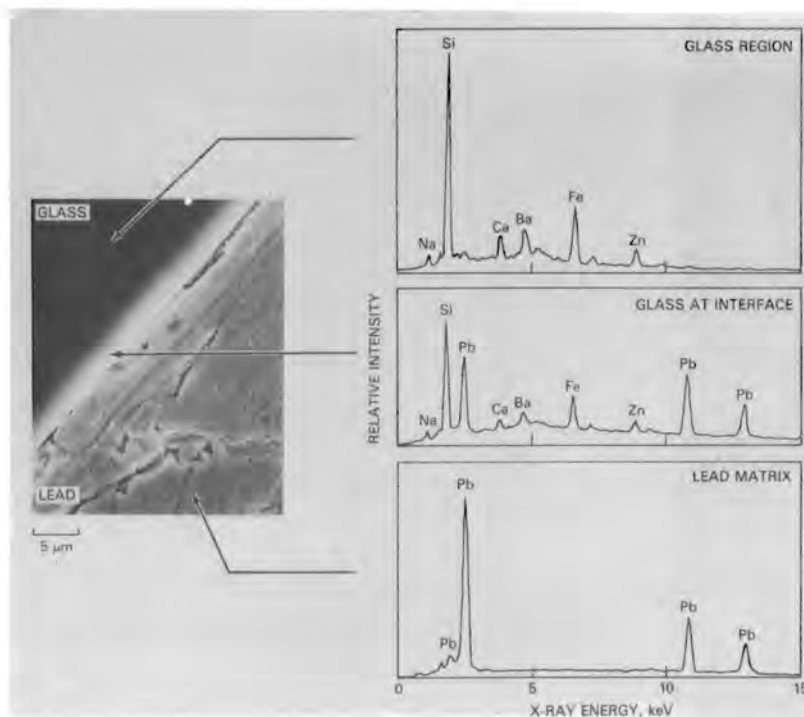 GLASS
LEAD
5 μm
RELATIVE INTENSITY
GLASS REGION
Si
Na
Ca
Ba
Fe
Zn
GLASS AT INTERFACE
Si
Pb
Na
Ca
Ba
Fe
Zn
Pb
Pb
LEAD MATRIX
Pb
Pb
Pb
Pb
0
5
10
15
X-RAY ENERGY, keV